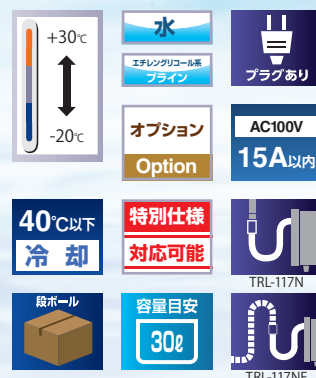 +30℃
-20℃
水
エチレングリコール系
ブライン
プラグあり
オプション
Option
AC100V
15A以内
40℃以下
冷却
特別仕様
対応可能
TRL-117N
段ボール
容量目安
30ℓ
TRL-117NF